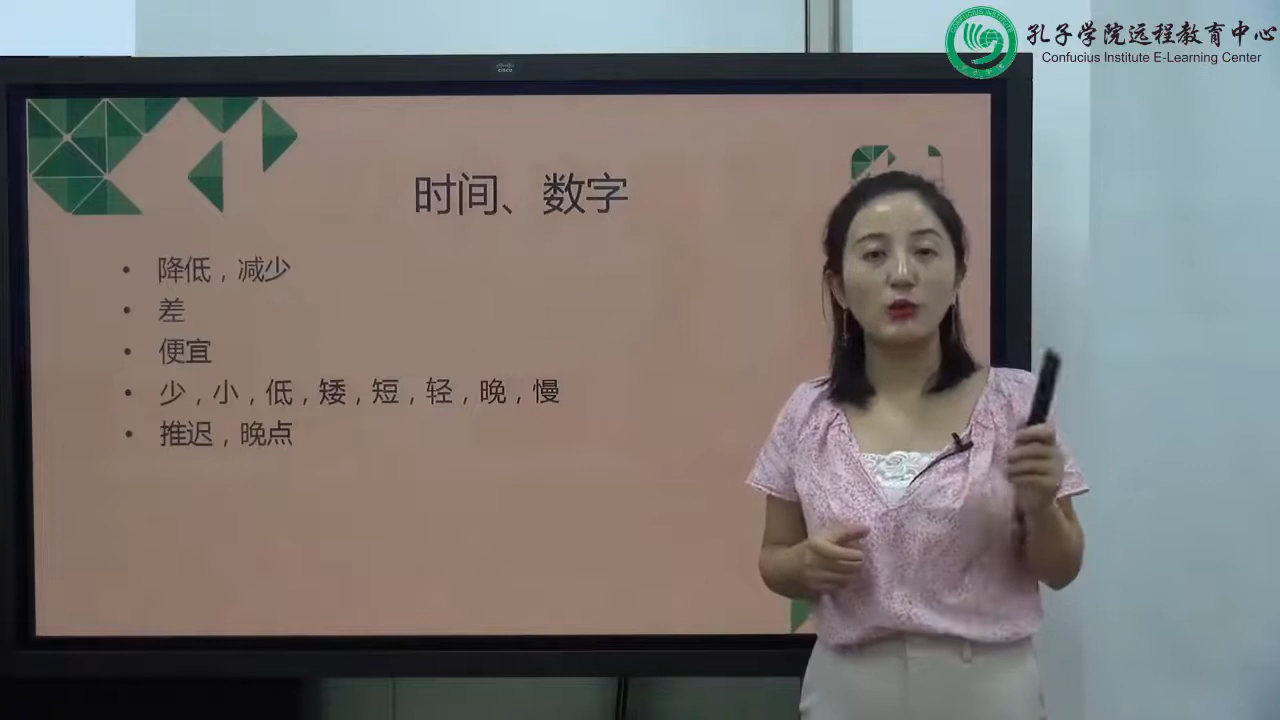 孔子学院远程教育中心
Confucius Institute E-Learning Center
CISCO
时间、数字
• 降低，减少
• 差
• 便宜
• 少，小，低，矮，短，轻，晚，慢
• 推迟，晚点